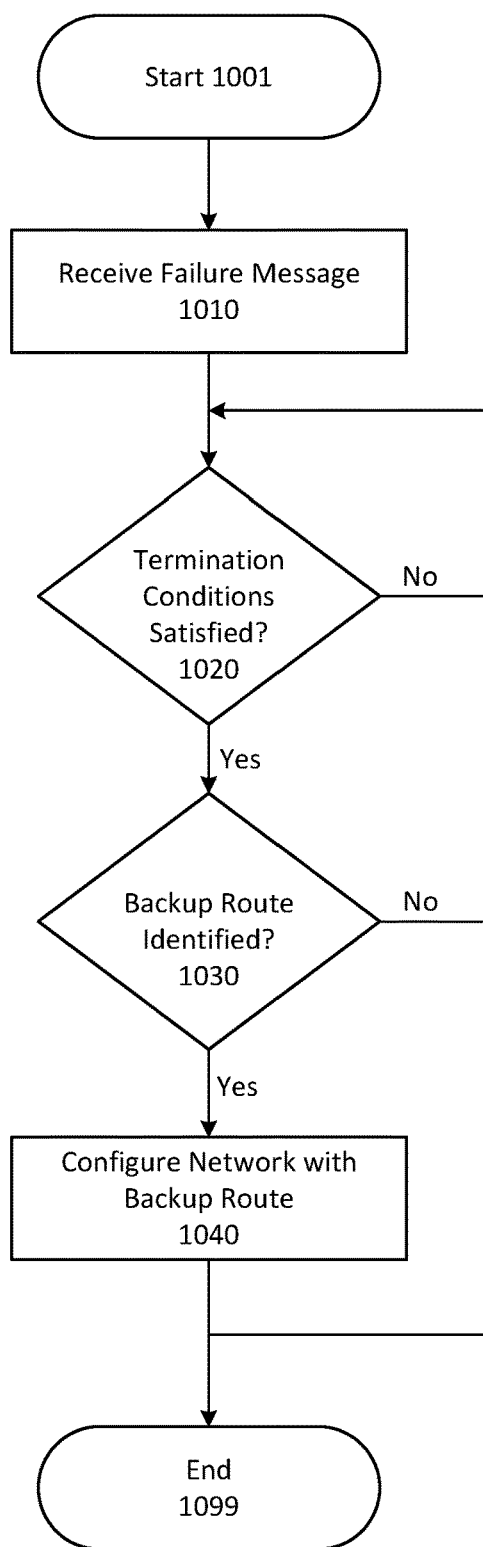 Start 1001
Receive Failure Message
1010
Termination
Conditions
Satisfied?
1020
No
Yes
Backup Route
Identified?
1030
No
Yes
Configure Network with
Backup Route
1040
End
1099